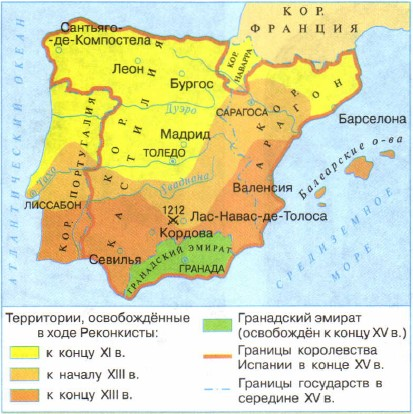 КОР.
ФРАНЦИЯ
АТЛАНТИЧЕСКИЙ ОКЕАН
Сантьяго-
-де-Компостела
КОР.
НАВАРРА
Леон
Бургос
Дуэро
САРАГОСА
КОР. АРАГОН
Барселона
КОР. КАСТИЛИЯ
КОР. ПОРТУГАЛИЯ
Мадрид
ТОЛЕДО
Тахо
Гвадиана
Балеарские о-ва
ЛИССАБОН
Валенсия
1212
Лас-Навас-де-Толоса
Кордова
Севилья
ГРАНАДСКИЙ ЭМИРАТ
ГРАНАДА
СРЕДИЗЕМНОЕ
МОРЕ
Территории, освобождённые
в ходе Реконкисты:
к концу XI в.
к началу XIII в.
к концу XIII в.
Гранадский эмират
(освобождён к концу XV в.)
Границы королевства
Испании в конце XV в.
Границы государств в
середине XV в.